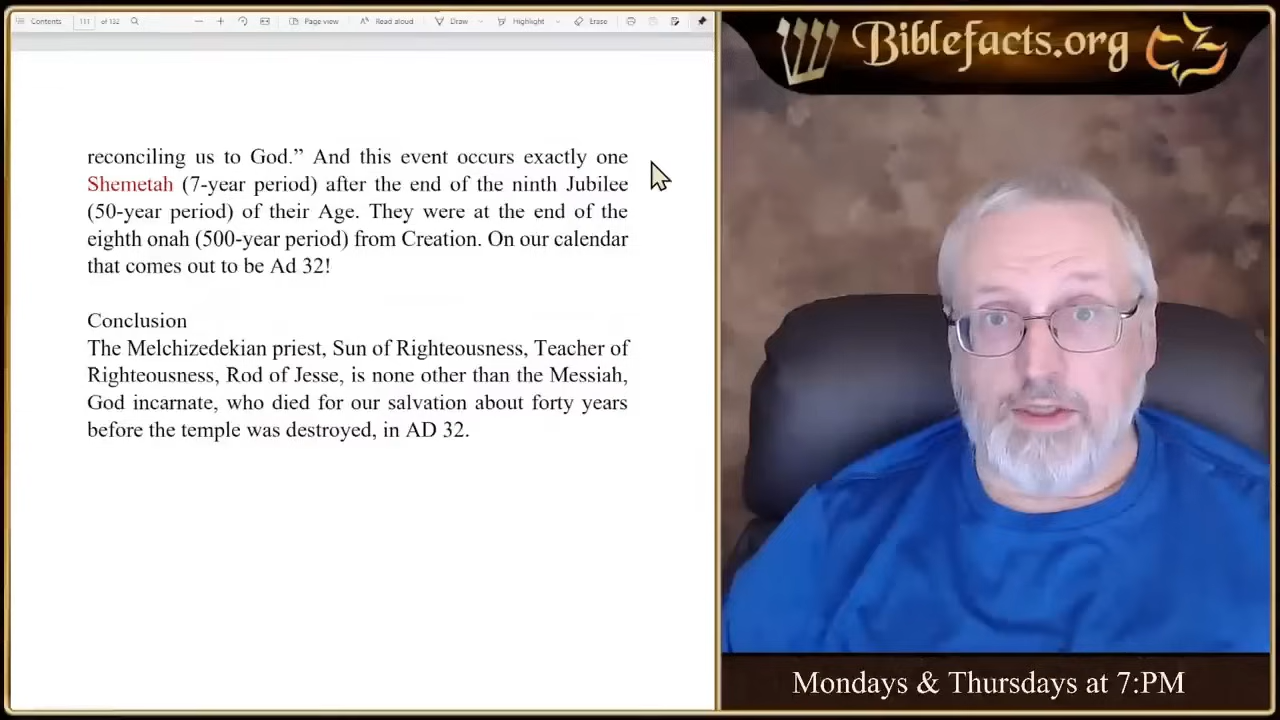 Contents 111 of 132 Page view Read aloud Draw Highlight Erase
reconciling us to God.” And this event occurs exactly one
Shemetah (7-year period) after the end of the ninth Jubilee
(50-year period) of their Age. They were at the end of the
eighth onah (500-year period) from Creation. On our calendar
that comes out to be Ad 32!
Conclusion
The Melchizedekian priest, Sun of Righteousness, Teacher of
Righteousness, Rod of Jesse, is none other than the Messiah,
God incarnate, who died for our salvation about forty years
before the temple was destroyed, in AD 32.
ש Biblefacts.org
Mondays & Thursdays at 7:PM